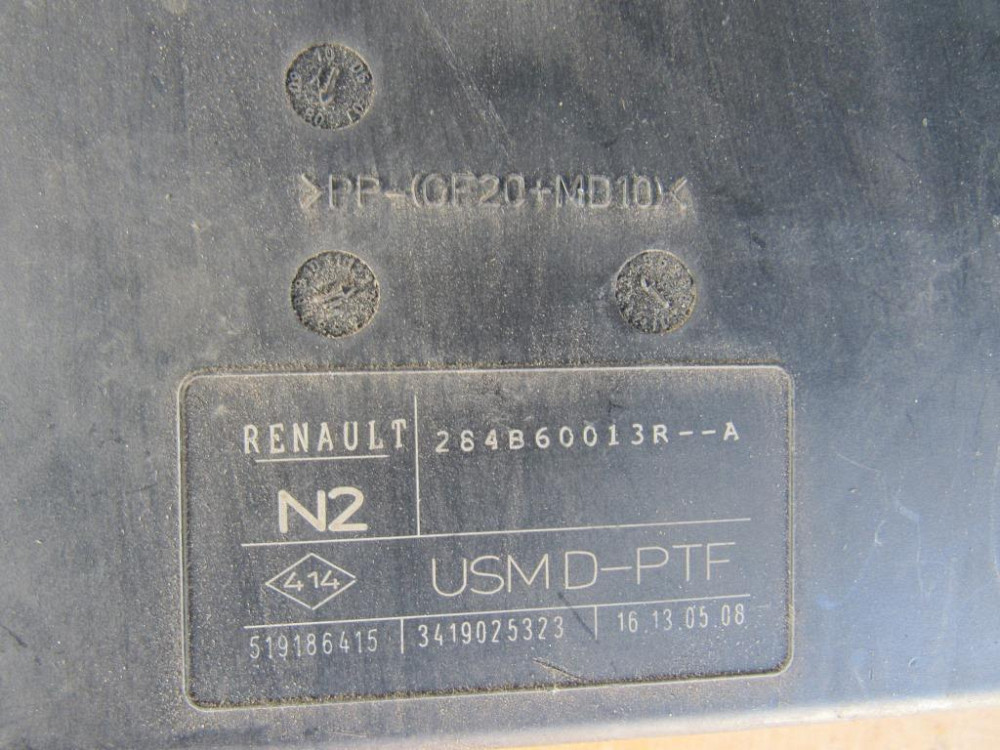 >PP-(GF20+MD10)<
RENAULT 284B60013R--A
N2
414 USM D-PTF
519186415 3419025323 16 13.05.08